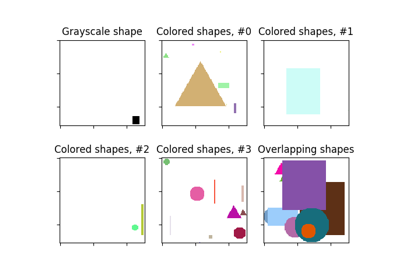 Grayscale shape
Colored shapes, #0
Colored shapes, #1
Colored shapes, #2
Colored shapes, #3
Overlapping shapes